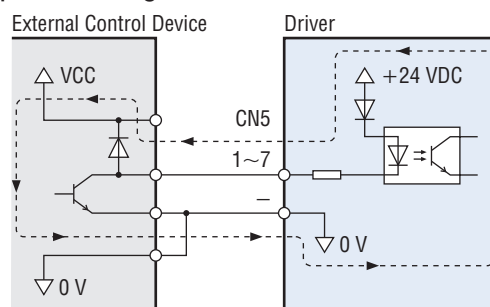 External Control Device
Driver
VCC
+24 VDC
CN5
1~7
–
0 V
0 V